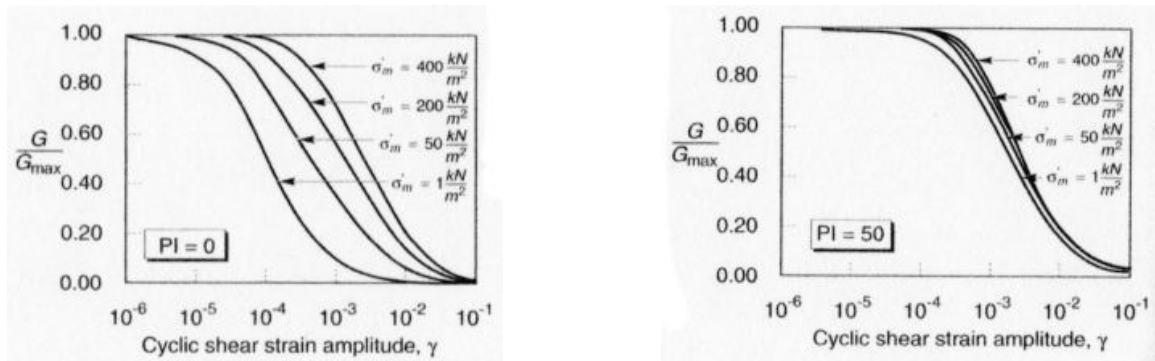 1.00
0.80
0.60
0.40
0.20
0.00
G
Gmax
σ'm = 400 kN/m2
σ'm = 200 kN/m2
σ'm = 50 kN/m2
σ'm = 1 kN/m2
PI = 0
10-6 10-5 10-4 10-3 10-2 10-1
Cyclic shear strain amplitude, γ
1.00
0.80
0.60
0.40
0.20
0.00
G
Gmax
σ'm = 400 kN/m2
σ'm = 200 kN/m2
σ'm = 50 kN/m2
σ'm = 1 kN/m2
PI = 50
10-6 10-5 10-4 10-3 10-2 10-1
Cyclic shear strain amplitude, γ